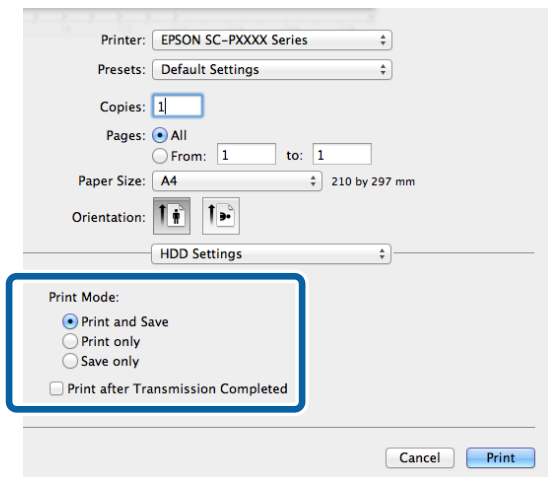 Printer: EPSON SC-PXXXX Series
Presets: Default Settings
Copies: 1
Pages: All
From: 1 to: 1
Paper Size: A4 210 by 297 mm
Orientation:
HDD Settings
Print Mode:
Print and Save
Print only
Save only
Print after Transmission Completed
Cancel Print